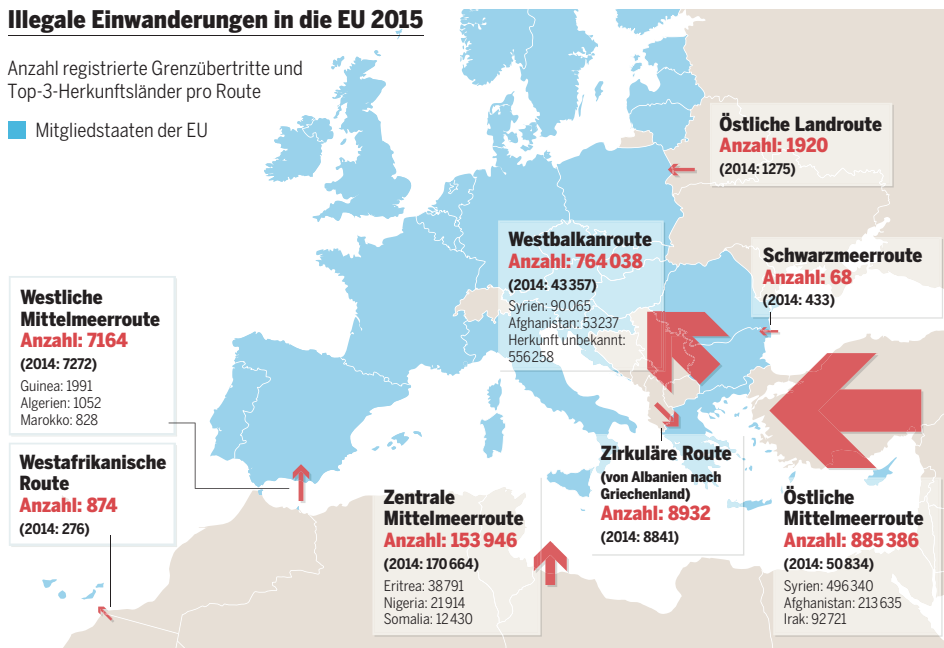 Illegale Einwanderungen in die EU 2015
Anzahl registrierte Grenzübertritte und
Top-3-Herkunftsländer pro Route
Mitgliedstaaten der EU
Östliche Landroute
Anzahl: 1920
(2014: 1275)
Westbalkanroute
Anzahl: 764 038
(2014: 43 357)
Syrien: 90 065
Afghanistan: 53237
Herkunft unbekannt:
556 258
Schwarzmeerroute
Anzahl: 68
(2014: 433)
Westliche
Mittelmeerroute
Anzahl: 7164
(2014: 7272)
Guinea: 1991
Algerien: 1052
Marokko: 828
Westafrikanische
Route
Anzahl: 874
(2014: 276)
Zentrale
Mittelmeerroute
Anzahl: 153 946
(2014: 170 664)
Eritrea: 38 791
Nigeria: 21 914
Somalia: 12 430
Zirkuläre Route
(von Albanien nach
Griechenland)
Anzahl: 8932
(2014: 8841)
Östliche
Mittelmeerroute
Anzahl: 885 386
(2014: 50 834)
Syrien: 496 340
Afghanistan: 213 635
Irak: 92 721